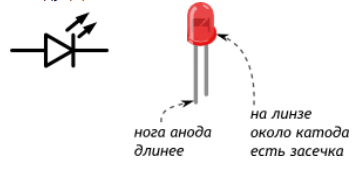 нога анода
длиннее
на линзе
около катода
есть засечка